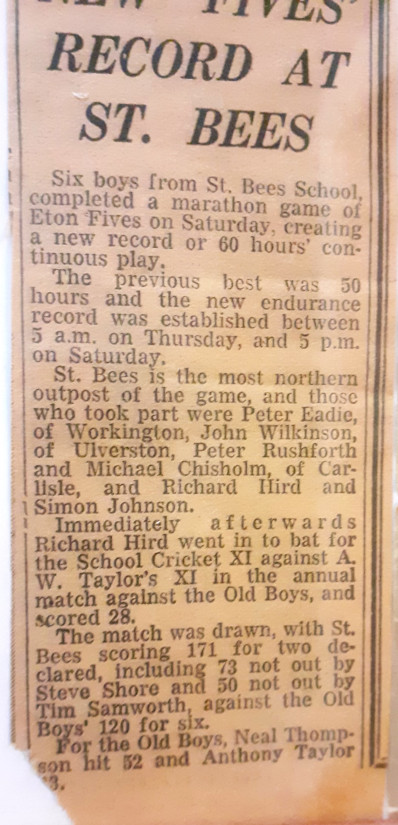 NEW FIVES'
RECORD AT
ST. BEES
Six boys from St. Bees School,
completed a marathon game of
Eton Fives on Saturday, creating
a new record or 60 hours' con-
tinuous play.
The previous best was 50
hours and the new endurance
record was established between
5 a.m. on Thursday, and 5 p.m.
on Saturday.
St. Bees is the most northern
outpost of the game, and those
who took part were Peter Eadie,
of Workington, John Wilkinson,
of Ulverston, Peter Rushforth
and Michael Chisholm, of Car-
lisle, and Richard Hird and
Simon Johnson.
Immediately afterwards
Richard Hird went in to bat for
the School Cricket XI against A.
W. Taylor's XI in the annual
match against the Old Boys, and
scored 28.
The match was drawn, with St.
Bees scoring 171 for two de-
clared, including 73 not out by
Steve Shore and 50 not out by
Tim Samworth, against the Old
Boys' 120 for six.
For the Old Boys, Neal Thomp-
son hit 52 and Anthony Taylor